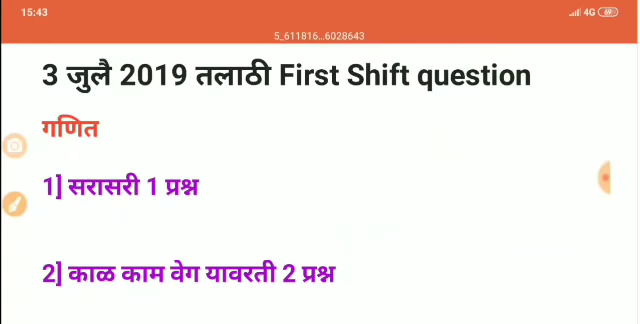 15:43
4G
5_611816...6028643
3 जुलै 2019 तलाठी First Shift question
गणित
1] सरासरी 1 प्रश्न
2] काळ काम वेग यावरती 2 प्रश्न